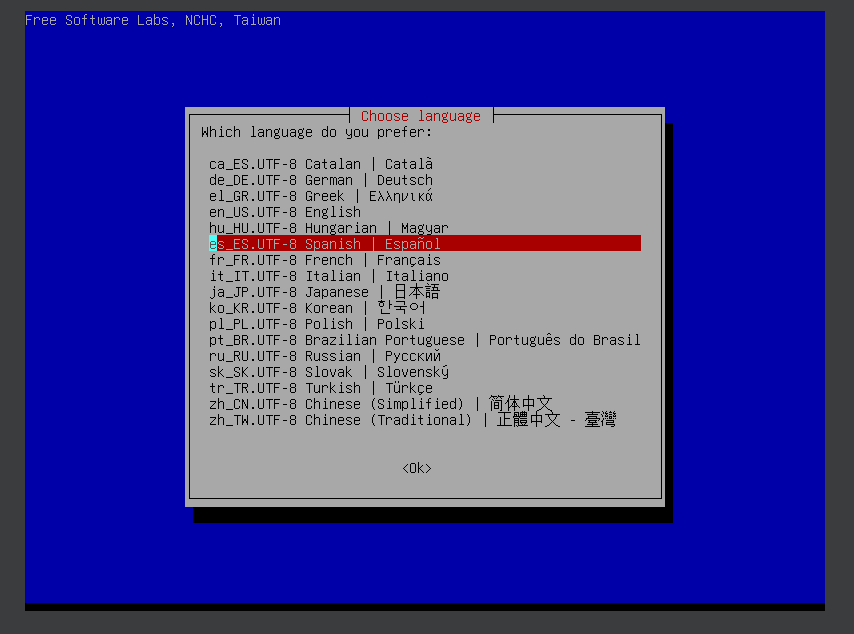 Free Software Labs, NCHC, Taiwan
Choose language
Which language do you prefer:
ca_ES.UTF-8 Catalan | Català
de_DE.UTF-8 German | Deutsch
el_GR.UTF-8 Greek | Ελληνικά
en_US.UTF-8 English
hu_HU.UTF-8 Hungarian | Magyar
es_ES.UTF-8 Spanish | Español
fr_FR.UTF-8 French | Français
it_IT.UTF-8 Italian | Italiano
ja_JP.UTF-8 Japanese | 日本語
ko_KR.UTF-8 Korean | 한국어
pl_PL.UTF-8 Polish | Polski
pt_BR.UTF-8 Brazilian Portuguese | Português do Brasil
ru_RU.UTF-8 Russian | Русский
sk_SK.UTF-8 Slovak | Slovenský
tr_TR.UTF-8 Turkish | Türkçe
zh_CN.UTF-8 Chinese (Simplified) | 简体中文
zh_TW.UTF-8 Chinese (Traditional) | 正體中文 - 臺灣
<Ok>